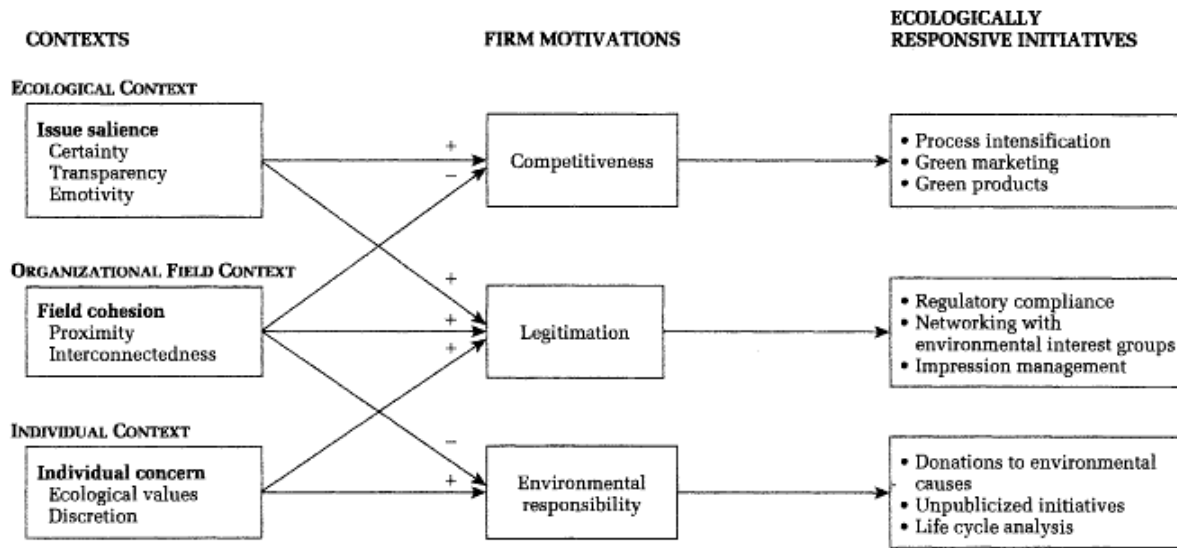 CONTEXTS
FIRM MOTIVATIONS
ECOLOGICALLY
RESPONSIVE INITIATIVES
ECOLOGICAL CONTEXT
Issue salience
Certainty
Transparency
Emotivity
+
−
Competitiveness
• Process intensification
• Green marketing
• Green products
ORGANIZATIONAL FIELD CONTEXT
Field cohesion
Proximity
Interconnectedness
+
+
+
Legitimation
• Regulatory compliance
• Networking with
environmental interest groups
• Impression management
INDIVIDUAL CONTEXT
Individual concern
Ecological values
Discretion
−
+
Environmental
responsibility
• Donations to environmental
causes
• Unpublicized initiatives
• Life cycle analysis